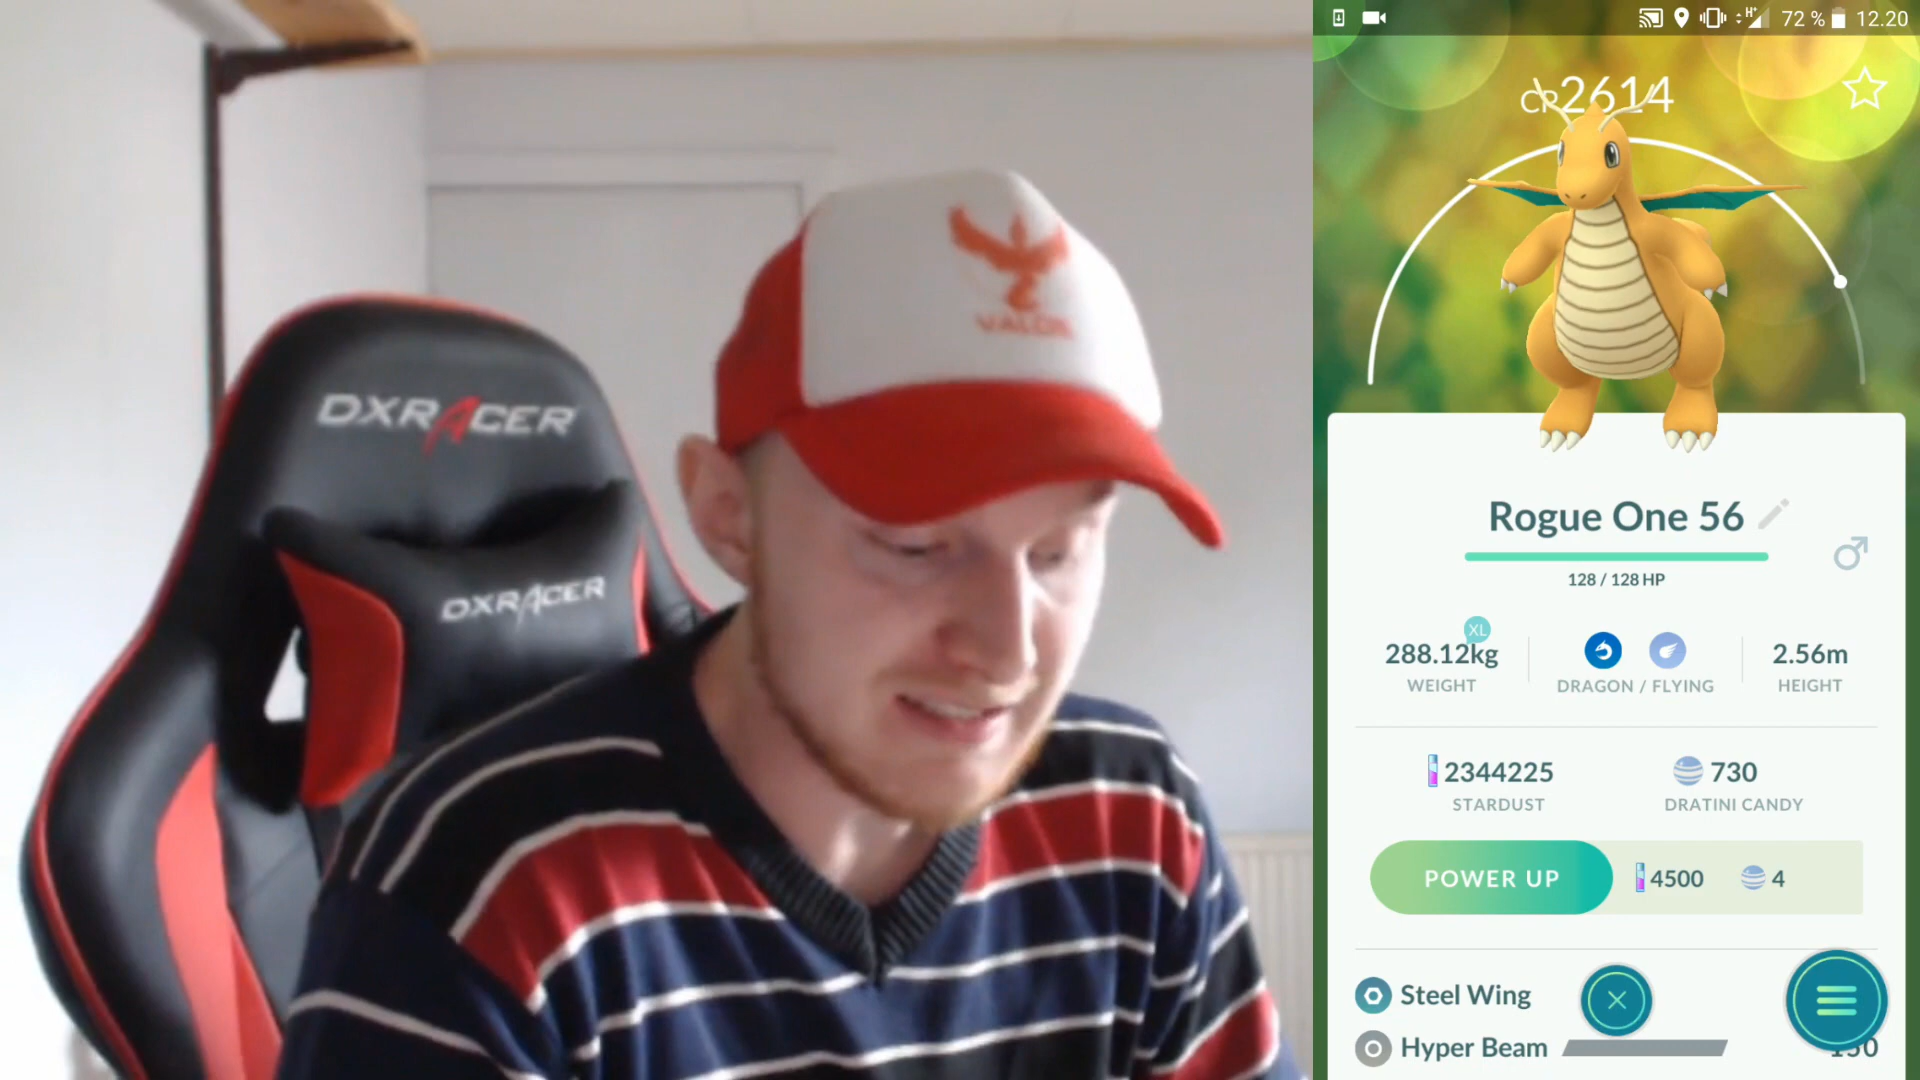 DXRACER
DXRACER
VALOR
72 % 12.20
CP2614
Rogue One 56
128 / 128 HP
XL
288.12kg
WEIGHT
DRAGON / FLYING
2.56m
HEIGHT
2344225
STARDUST
730
DRATINI CANDY
POWER UP
4500
4
Steel Wing
Hyper Beam